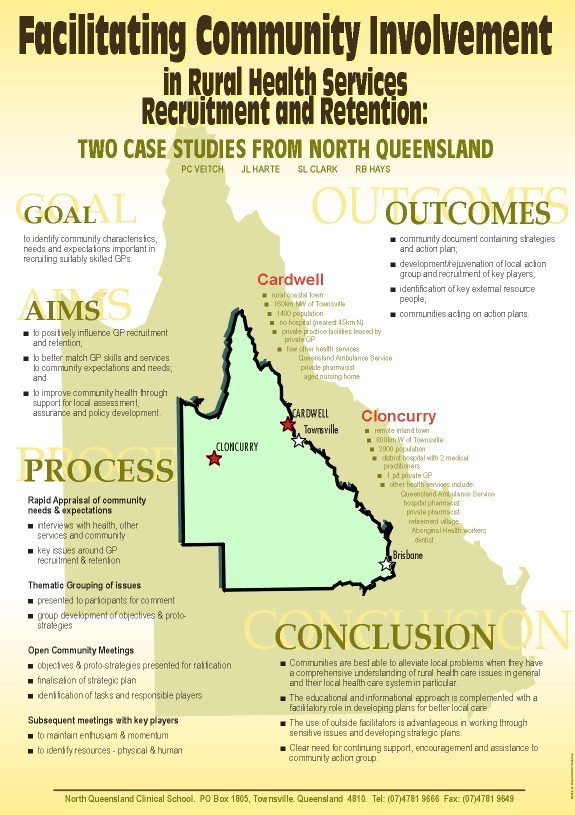 Facilitating Community Involvement
in Rural Health Services
Recruitment and Retention:
TWO CASE STUDIES FROM NORTH QUEENSLAND
PC VEITCH JL HARTE SL CLARK RB HAYS
GOAL
to identify community characteristics,
needs and expectations important in
recruiting suitably skilled GPs.
AIMS
to positively influence GP recruitment
and retention;
to better match GP skills and services
to community expectations and needs;
and
to improve community health through
support for local assessment,
assurance and policy development.
PROCESS
Rapid Appraisal of community
needs & expectations
interviews with health, other
services and community
key issues around GP
recruitment & retention
Thematic Grouping of issues
presented to participants for comment
group development of objectives & proto-
strategies
Open Community Meetings
objectives & proto-strategies presented for ratification
finalisation of strategic plan
identification of tasks and responsible players
Subsequent meetings with key players
to maintain enthusiasm & momentum
to identify resources - physical & human
OUTCOMES
community document containing strategies
and action plan;
development/rejuvenation of local action
group and recruitment of key players;
identification of key external resource
people;
communities acting on action plans.
Cardwell
rural coastal town
160km NW of Townsville
1400 population
no hospital (nearest 45km N)
private practice facilities leased by
private GP
few other health services
Queensland Ambulance Service
private pharmacist
aged nursing home
Cloncurry
remote inland town
800km W of Townsville
3900 population
district hospital with 2 medical
practitioners
1 p/t private GP
other health services include
Queensland Ambulance Service
hospital pharmacist
private pharmacist
retirement village
Aboriginal Health workers
dentist
CARDWELL
Townsville
CLONCURRY
Brisbane
CONCLUSION
Communities are best able to alleviate local problems when they have
a comprehensive understanding of rural health care issues in general
and their local health care system in particular.
The educational and informational approach is complemented with a
facilitatory role in developing plans for better local care
The use of outside facilitators is advantageous in working through
sensitive issues and developing strategic plans.
Clear need for continuing support, encouragement and assistance to
community action group.
North Queensland Clinical School. PO Box 1805, Townsville. Queensland 4810. Tel: (07)4781 9666 Fax: (07)4781 9649